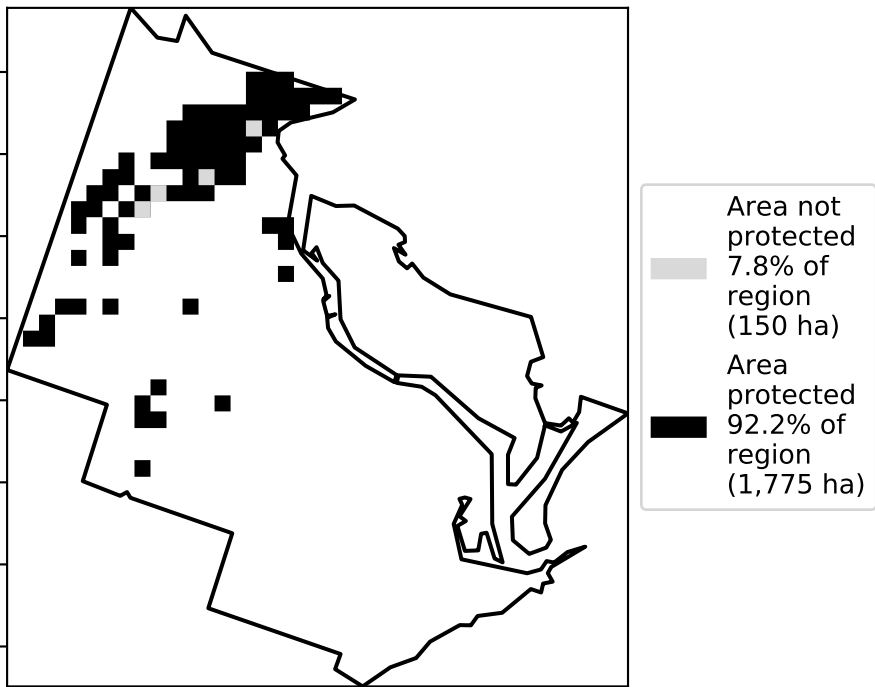 Area not
protected
7.8% of
region
(150 ha)
Area
protected
92.2% of
region
(1,775 ha)